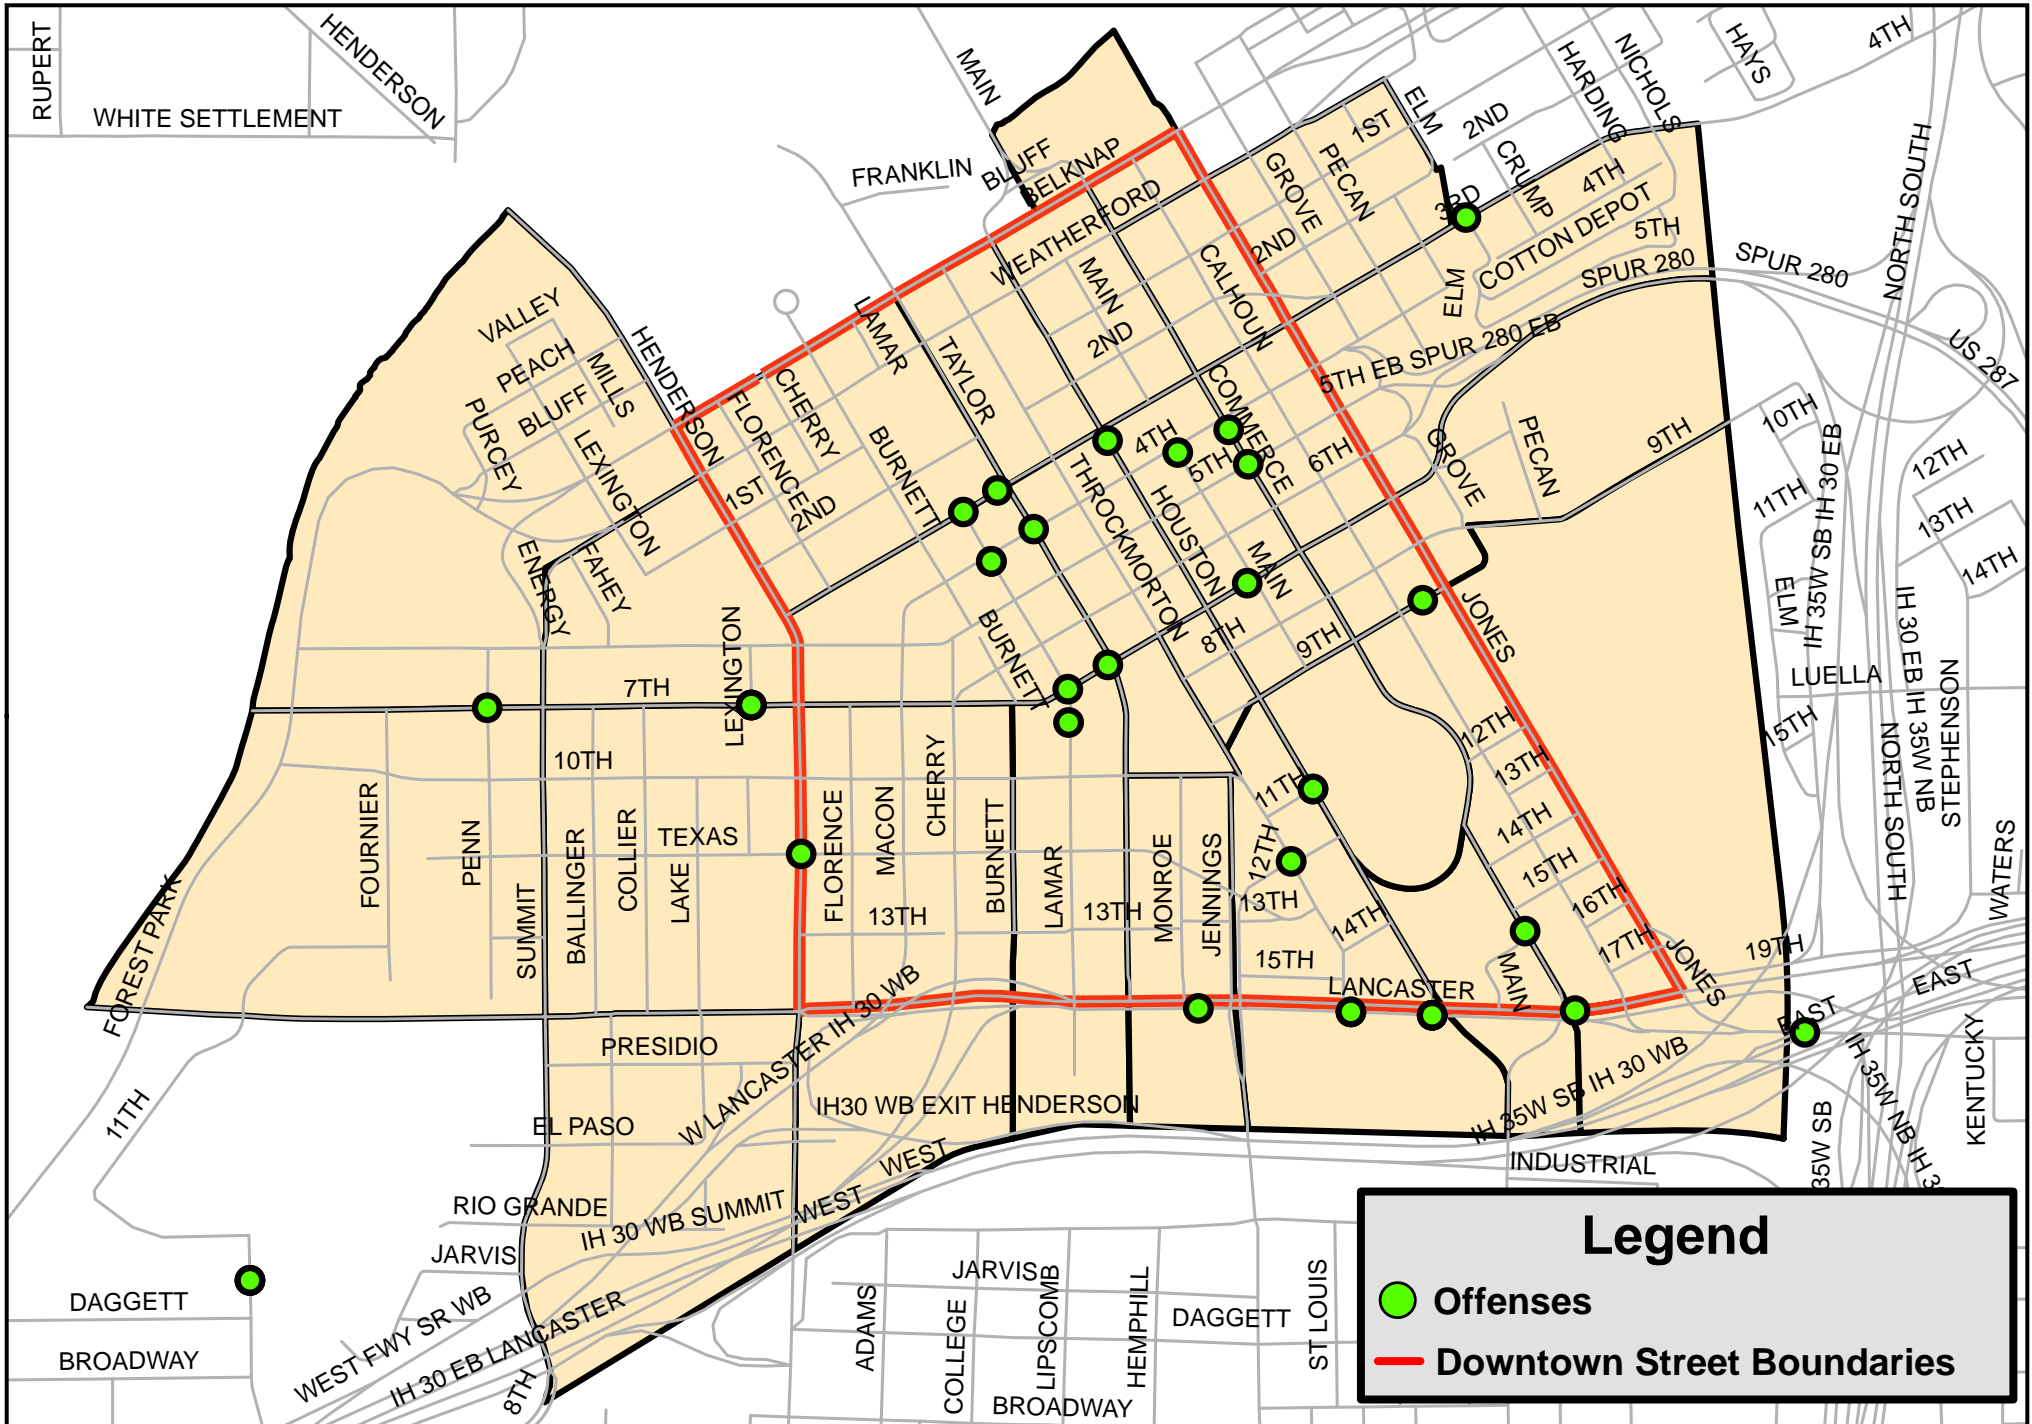 RUPERT
HENDERSON
WHITE SETTLEMENT
MAIN
FRANKLIN
BLUFF
BELKNAP
WEATHERFORD
ELM
1ST
2ND
HARDING
NICHOLS
HAYS
4TH
GROVE
PECAN
CRUMP
4TH
3RD
COTTON DEPOT
5TH
SPUR 280
SPUR 280
NORTH SOUTH
US 287
VALLEY
PEACH
MILLS
BLUFF
PURCEY
LEXINGTON
HENDERSON
LAMAR
TAYLOR
MAIN
2ND
CALHOUN
2ND
ELM
5TH EB SPUR 280 EB
FLORENCE
CHERRY
BURNETT
1ST
2ND
COMMERCE
4TH
5TH
6TH
GROVE
PECAN
9TH
10TH
11TH
12TH
13TH
14TH
THROCKMORTON
HOUSTON
MAIN
ENERGY
FAHEY
LEXINGTON
7TH
BURNETT
8TH
9TH
JONES
ELM
IH 35W SB IH 30 EB
IH 30 EB IH 35W NB
LUELLA
STEPHENSON
15TH
NORTH SOUTH
10TH
FOURNIER
PENN
SUMMIT
BALLINGER
COLLIER
TEXAS
LAKE
FLORENCE
MACON
CHERRY
13TH
BURNETT
LAMAR
13TH
MONROE
JENNINGS
11TH
12TH
13TH
14TH
15TH
LANCASTER
12TH
13TH
14TH
15TH
16TH
17TH
MAIN
JONES
19TH
EAST
EAST
WATERS
KENTUCKY
FOREST PARK
11TH
PRESIDIO
W LANCASTER IH 30 WB
EL PASO
IH30 WB EXIT HENDERSON
IH 35W SB IH 30 WB
IH 35W NB IH 3
35W SB
INDUSTRIAL
WEST
WEST
RIO GRANDE
IH 30 WB SUMMIT
JARVIS
WEST FWY SR WB
IH 30 EB LANCASTER
8TH
DAGGETT
BROADWAY
ADAMS
COLLEGE
JARVIS
LIPSCOMB
HEMPHILL
DAGGETT
ST LOUIS
BROADWAY
Legend
Offenses
Downtown Street Boundaries